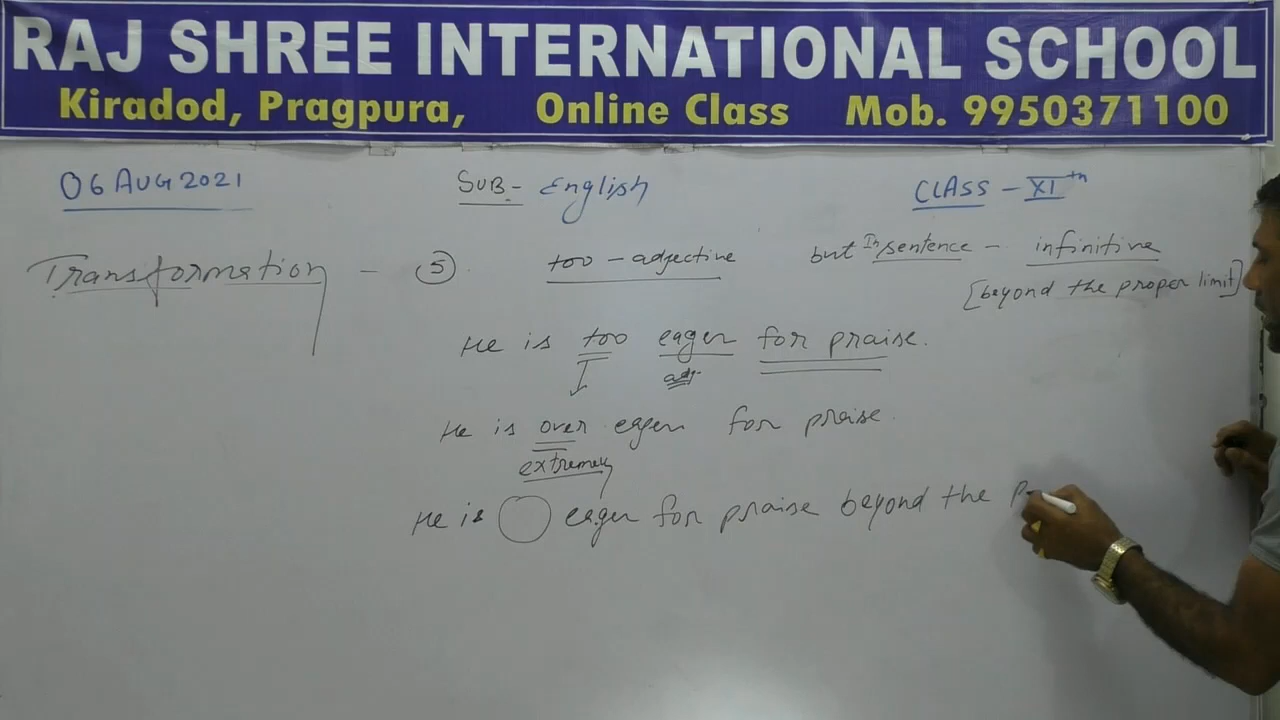 RAJ SHREE INTERNATIONAL SCHOOL
Kiradod, Pragpura, Online Class Mob. 9950371100
06 AUG 2021 SUB- English CLASS - XI th
Transformation - 5 too - adjective but In sentence - infinitive
[beyond the proper limit]
He is too eager for praise.
adj.
He is over eager for praise.
extremely
He is eager for praise beyond the P